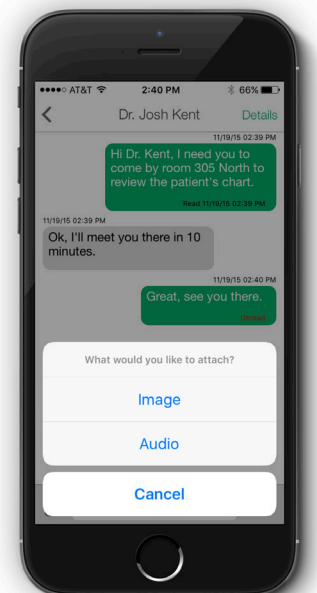 AT&T 2:40 PM 66%
Dr. Josh Kent Details
11/19/15 02:39 PM
Hi Dr. Kent, I need you to
come by room 305 North to
review the patient's chart.
Read 11/19/15 02:39 PM
11/19/15 02:39 PM
Ok, I'll meet you there in 10
minutes.
11/19/15 02:40 PM
Great, see you there.
Unread
What would you like to attach?
Image
Audio
Cancel